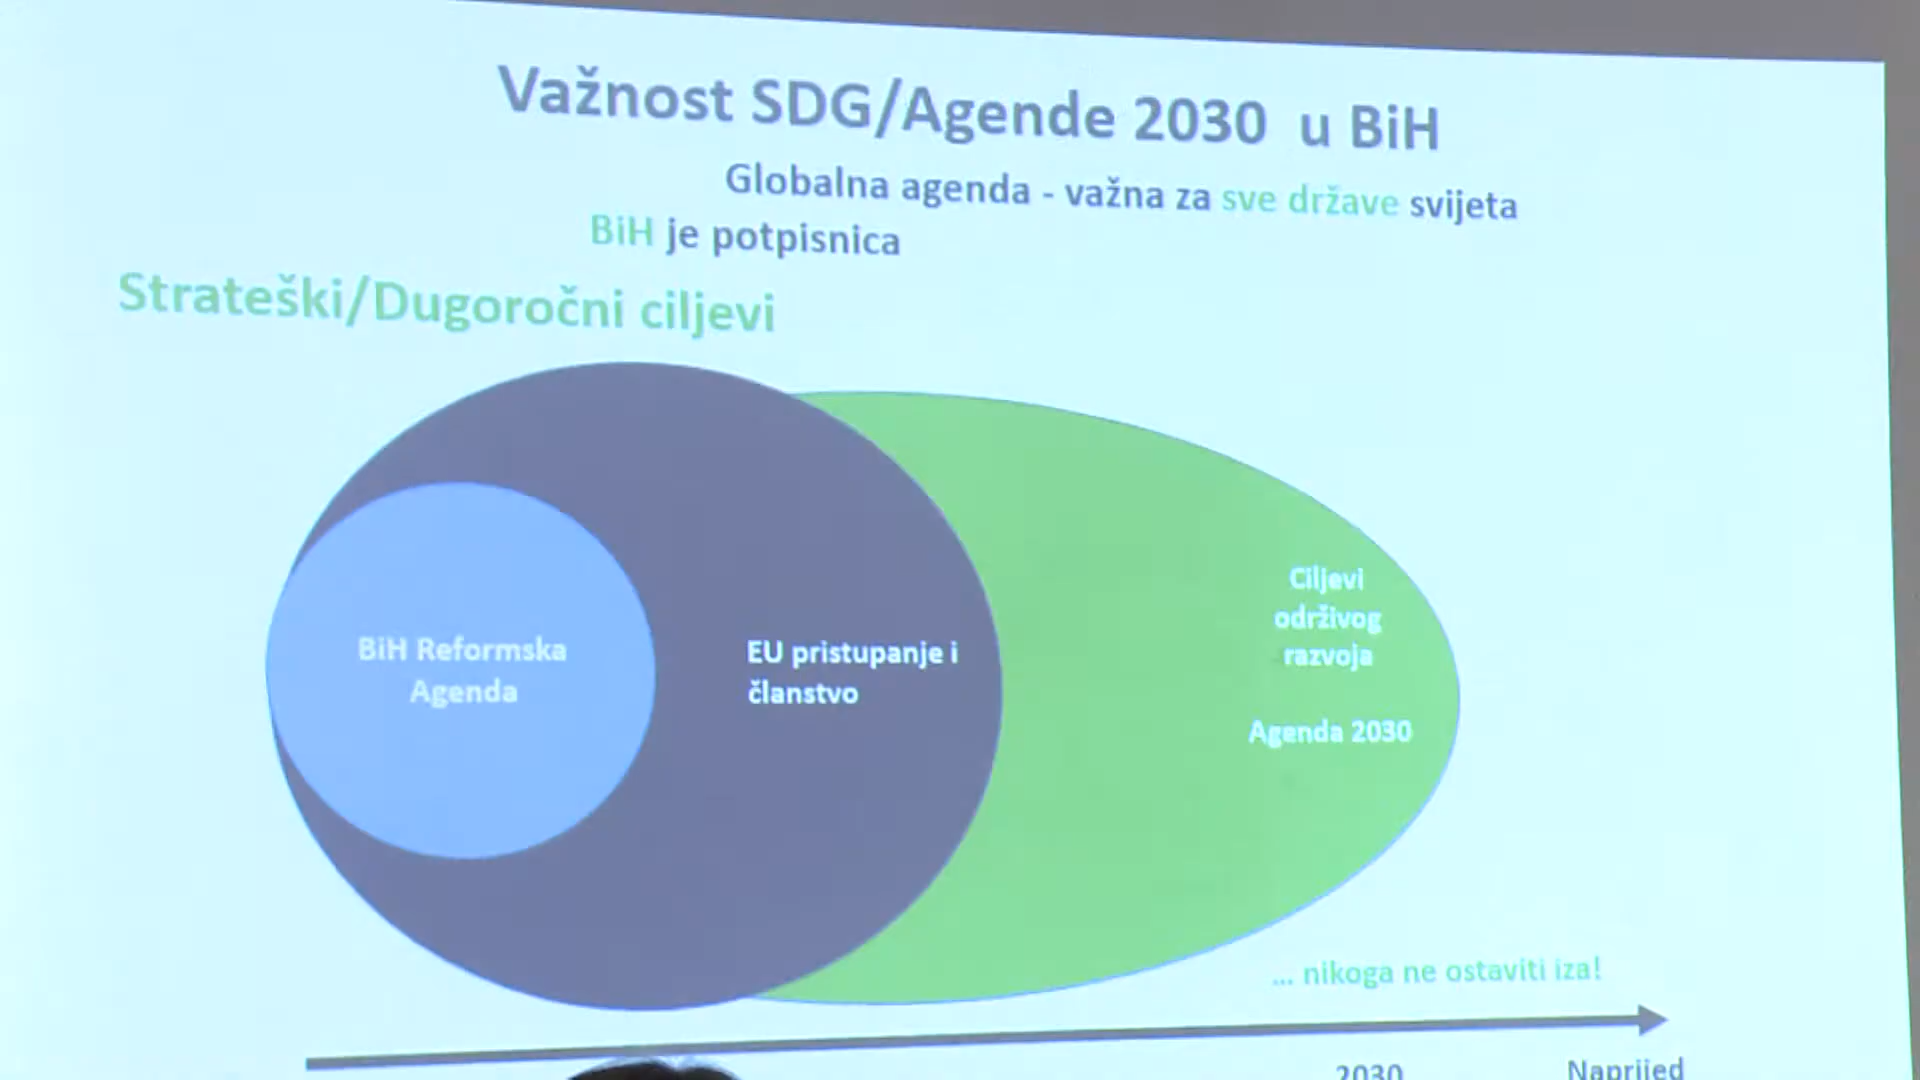 Važnost SDG/Agende 2030 u BiH
Globalna agenda - važna za sve države svijeta
BiH je potpisnica
Strateški/Dugoročni ciljevi
BiH Reformska
Agenda
EU pristupanje i
članstvo
Ciljevi
održivog
razvoja
Agenda 2030
... nikoga ne ostaviti iza!
2030
Naprijed